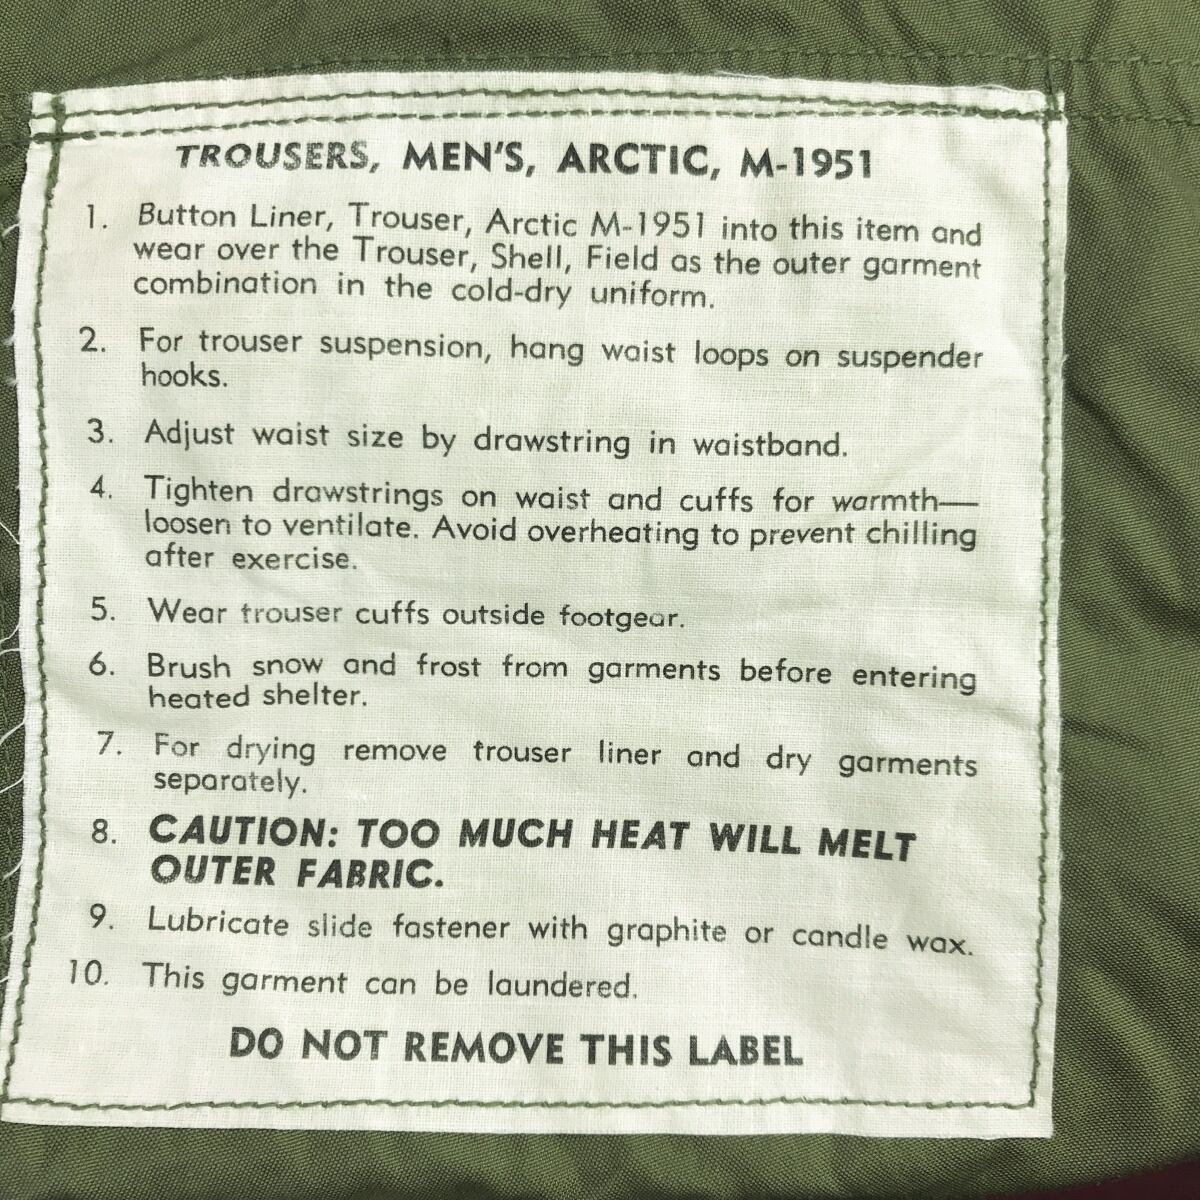 TROUSERS, MEN'S, ARCTIC, M-1951
1. Button Liner, Trouser, Arctic M-1951 into this item and
wear over the Trouser, Shell, Field as the outer garment
combination in the cold-dry uniform.
2. For trouser suspension, hang waist loops on suspender
hooks.
3. Adjust waist size by drawstring in waistband.
4. Tighten drawstrings on waist and cuffs for warmth—
loosen to ventilate. Avoid overheating to prevent chilling
after exercise.
5. Wear trouser cuffs outside footgear.
6. Brush snow and frost from garments before entering
heated shelter.
7. For drying remove trouser liner and dry garments
separately.
8. CAUTION: TOO MUCH HEAT WILL MELT
OUTER FABRIC.
9. Lubricate slide fastener with graphite or candle wax.
10. This garment can be laundered.
DO NOT REMOVE THIS LABEL